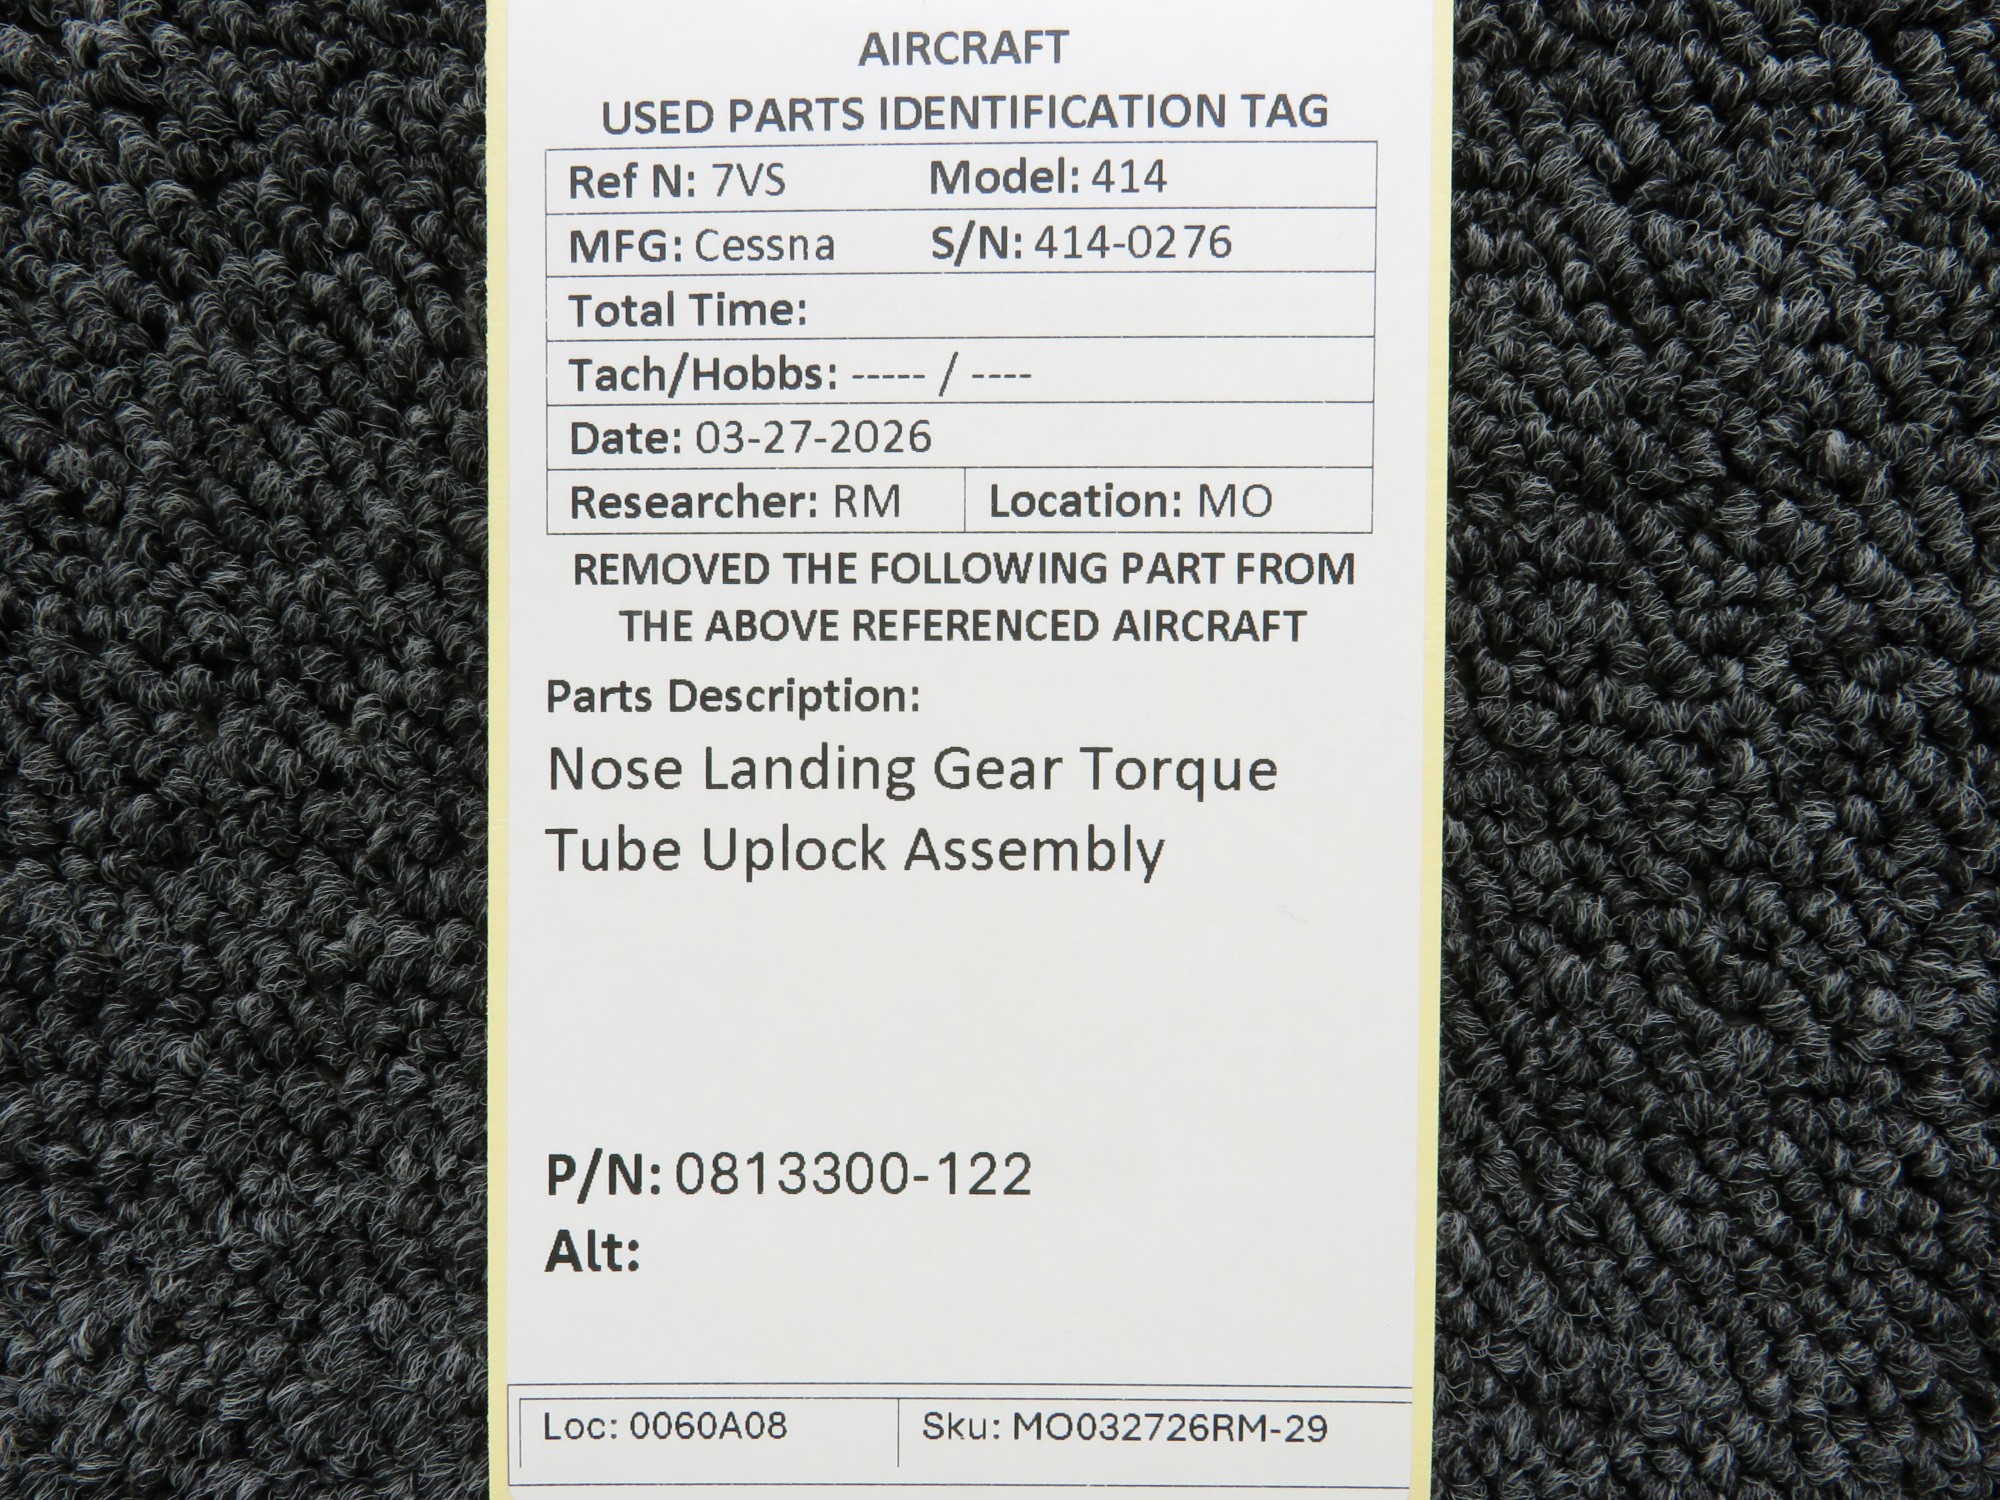 AIRCRAFT
USED PARTS IDENTIFICATION TAG
Ref N: 7VS Model: 414
MFG: Cessna S/N: 414-0276
Total Time:
Tach/Hobbs: ----- / ----
Date: 03-27-2026
Researcher: RM Location: MO
REMOVED THE FOLLOWING PART FROM
THE ABOVE REFERENCED AIRCRAFT
Parts Description:
Nose Landing Gear Torque
Tube Uplock Assembly
P/N: 0813300-122
Alt:
Loc: 0060A08 Sku: MO032726RM-29